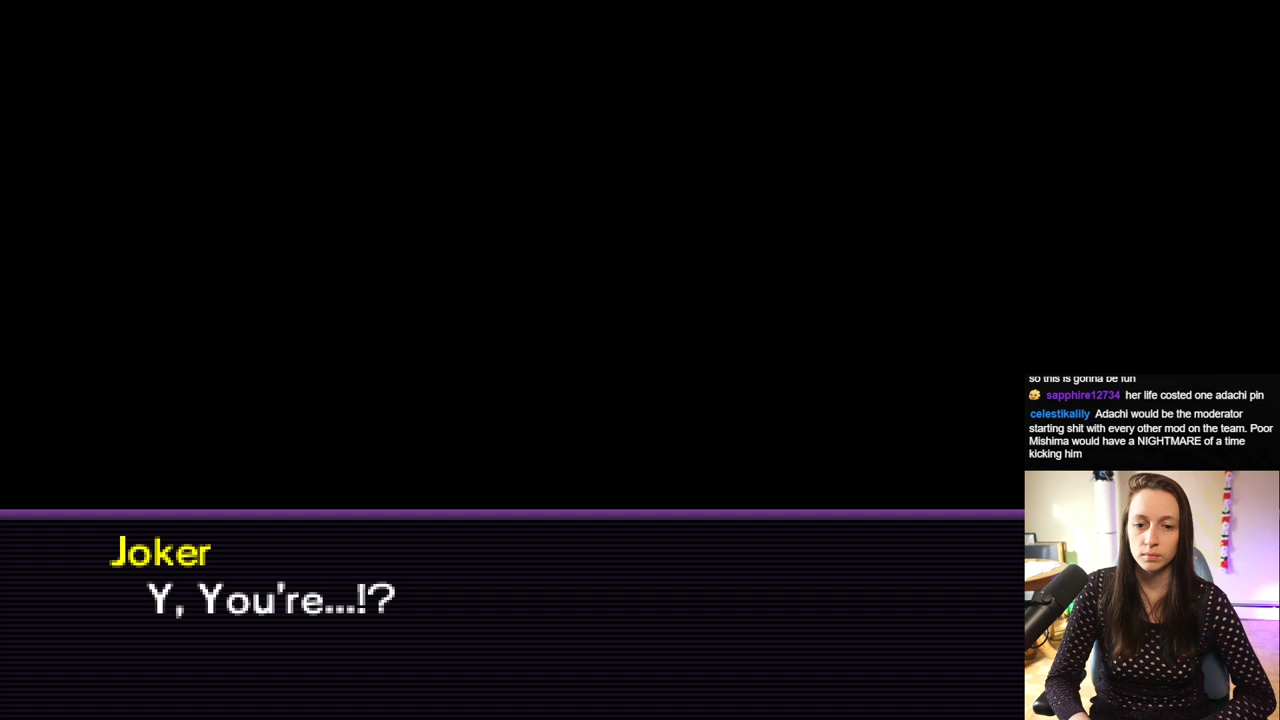 so this is gonna be fun
sapphire12734 her life costed one adachi pin
celestikalily Adachi would be the moderator
starting shit with every other mod on the team. Poor
Mishima would have a NIGHTMARE of a time
kicking him
Joker
Y, You're...!?